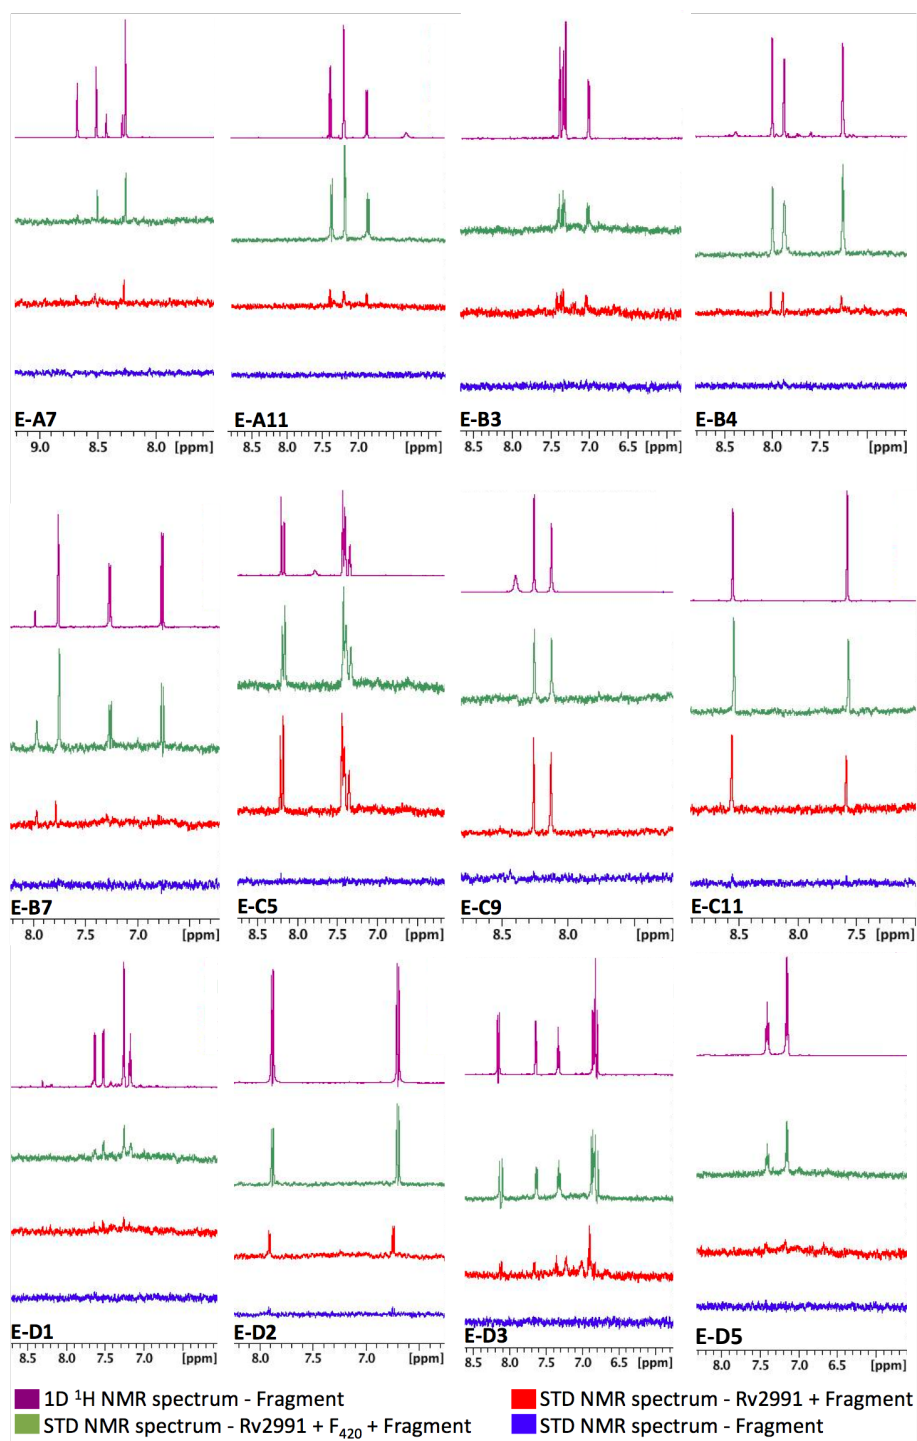 E-A7 E-A11 E-B3 E-B4
9.0 8.5 8.0 [ppm] 8.5 8.0 7.5 7.0 6.5 [ppm] 8.5 8.0 7.5 7.0 6.5 [ppm] 8.5 8.0 7.5 [ppm]
E-B7 E-C5 E-C9 E-C11
8.0 7.5 7.0 [ppm] 8.5 8.0 7.5 7.0 [ppm] 8.5 8.0 [ppm] 8.5 8.0 7.5 [ppm]
E-D1 E-D2 E-D3 E-D5
8.5 8.0 7.5 7.0 [ppm] 8.0 7.5 7.0 [ppm] 8.5 8.0 7.5 7.0 6.5 [ppm] 8.0 7.5 7.0 6.5 6.0 [ppm]
1D ¹H NMR spectrum - Fragment STD NMR spectrum - Rv2991 + Fragment
STD NMR spectrum - Rv2991 + F₄₂₀ + Fragment STD NMR spectrum - Fragment